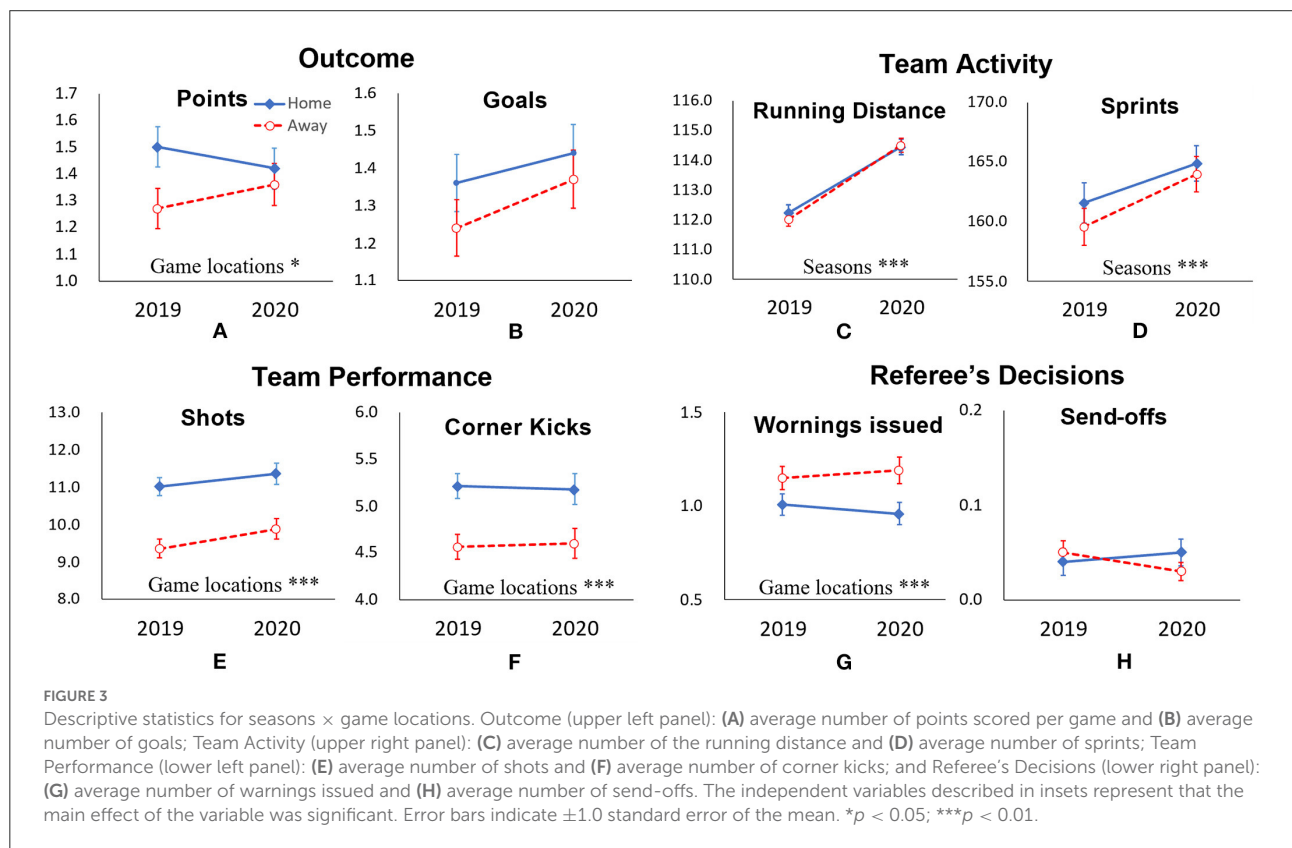 Outcome
Points
Home
Away
1.7
1.6
1.5
1.4
1.3
1.2
1.1
1.0
Game locations *
2019 2020
A
Goals
1.6
1.5
1.4
1.3
1.2
1.1
2019 2020
B
Team Activity
Running Distance
116.0
115.0
114.0
113.0
112.0
111.0
110.0
Seasons ***
2019 2020
C
Sprints
170.0
165.0
160.0
155.0
Seasons ***
2019 2020
D
Team Performance
Shots
13.0
12.0
11.0
10.0
9.0
8.0
Game locations ***
2019 2020
E
Corner Kicks
6.0
5.5
5.0
4.5
4.0
Game locations ***
2019 2020
F
Referee's Decisions
Wornings issued
1.5
1.0
0.5
Game locations ***
2019 2020
G
Send-offs
0.2
0.1
0.0
2019 2020
H
FIGURE 3
Descriptive statistics for seasons × game locations. Outcome (upper left panel): (A) average number of points scored per game and (B) average
number of goals; Team Activity (upper right panel): (C) average number of the running distance and (D) average number of sprints; Team
Performance (lower left panel): (E) average number of shots and (F) average number of corner kicks; and Referee's Decisions (lower right panel):
(G) average number of warnings issued and (H) average number of send-offs. The independent variables described in insets represent that the
main effect of the variable was significant. Error bars indicate ±1.0 standard error of the mean. *p < 0.05; ***p < 0.01.